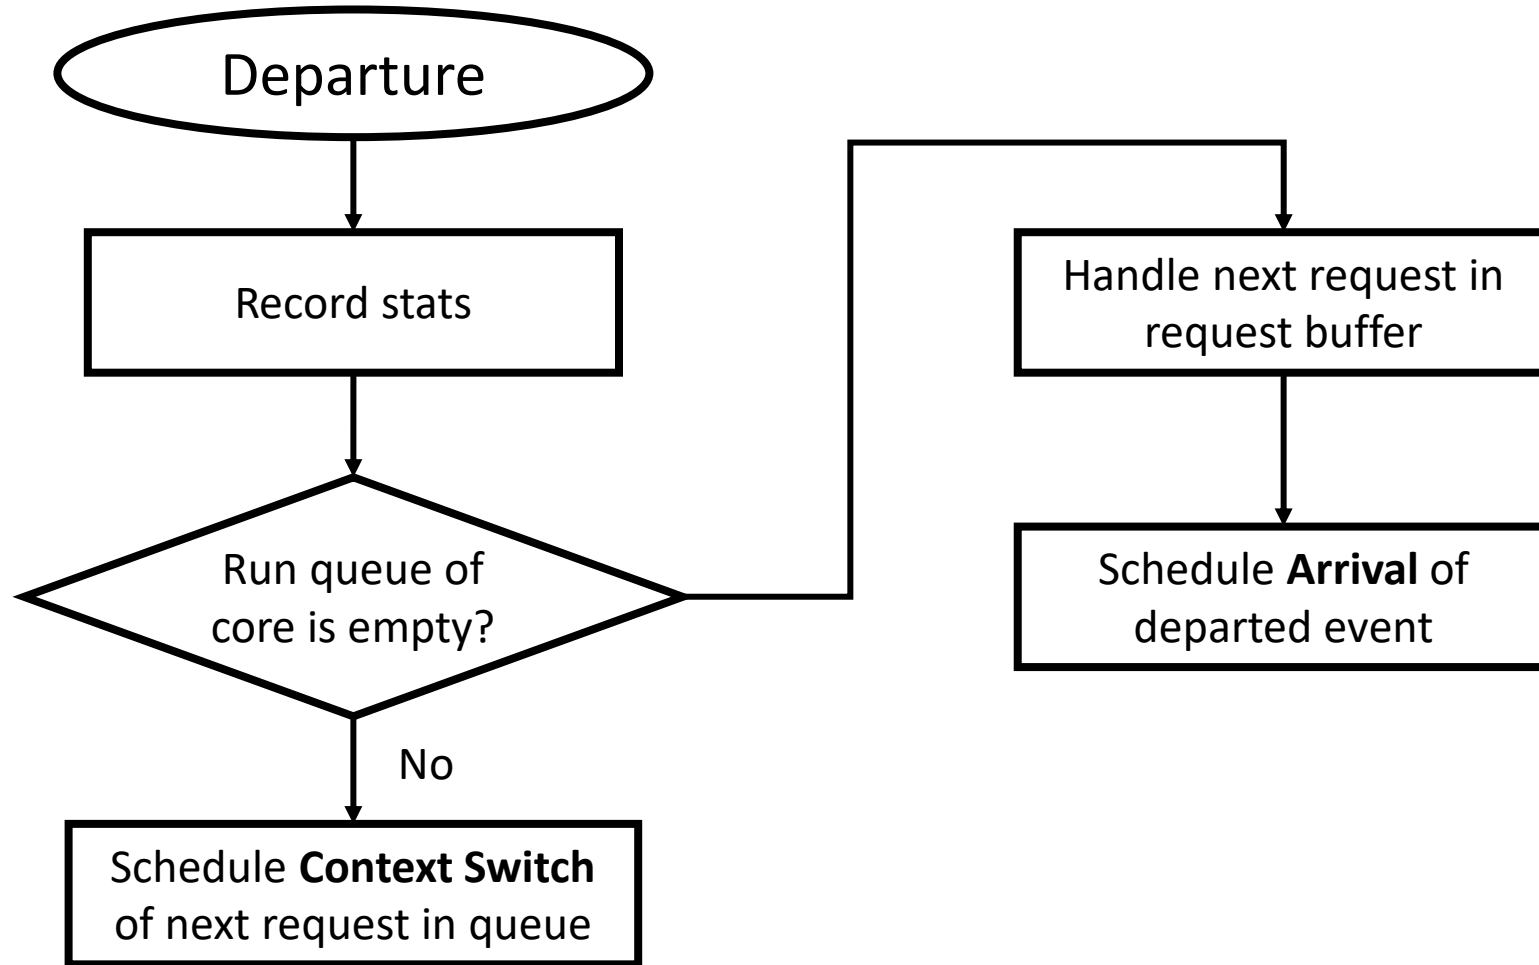 Departure
Record stats
Run queue of
core is empty?
No
Schedule Context Switch
of next request in queue
Handle next request in
request buffer
Schedule Arrival of
departed event